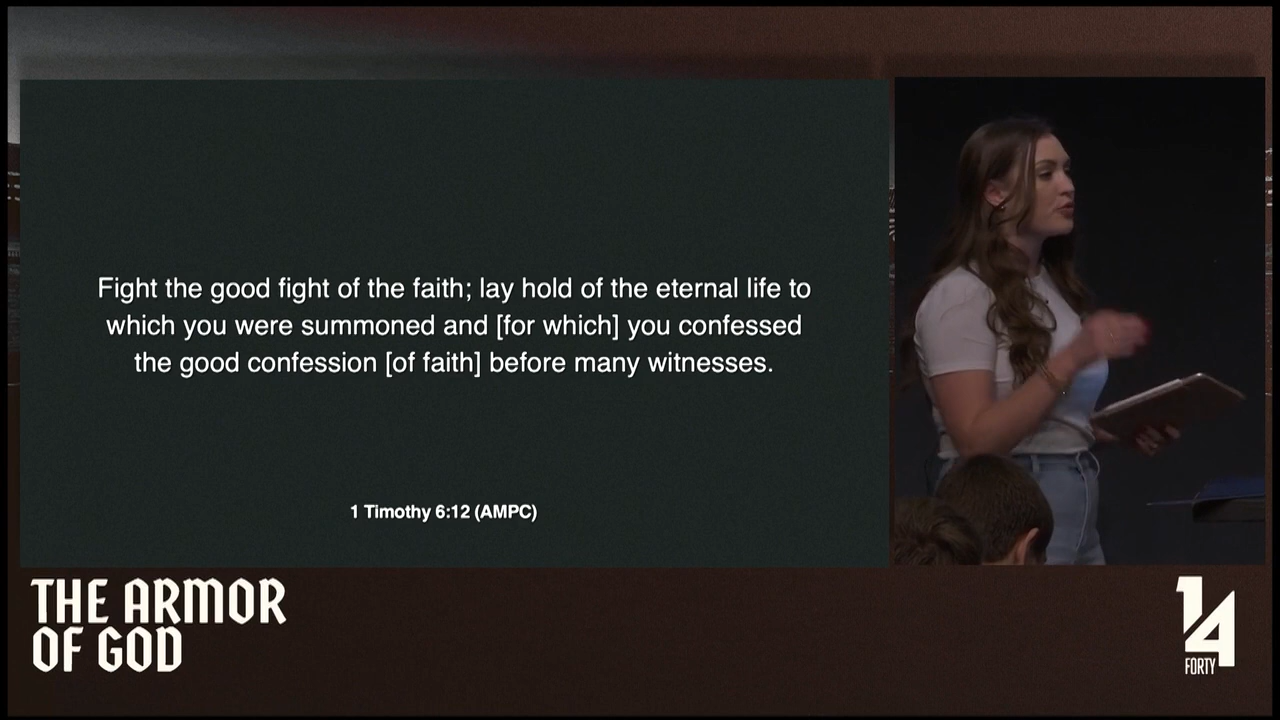 Fight the good fight of the faith; lay hold of the eternal life to
which you were summoned and [for which] you confessed
the good confession [of faith] before many witnesses.
1 Timothy 6:12 (AMPC)
THE ARMOR
OF GOD
14
FORTY